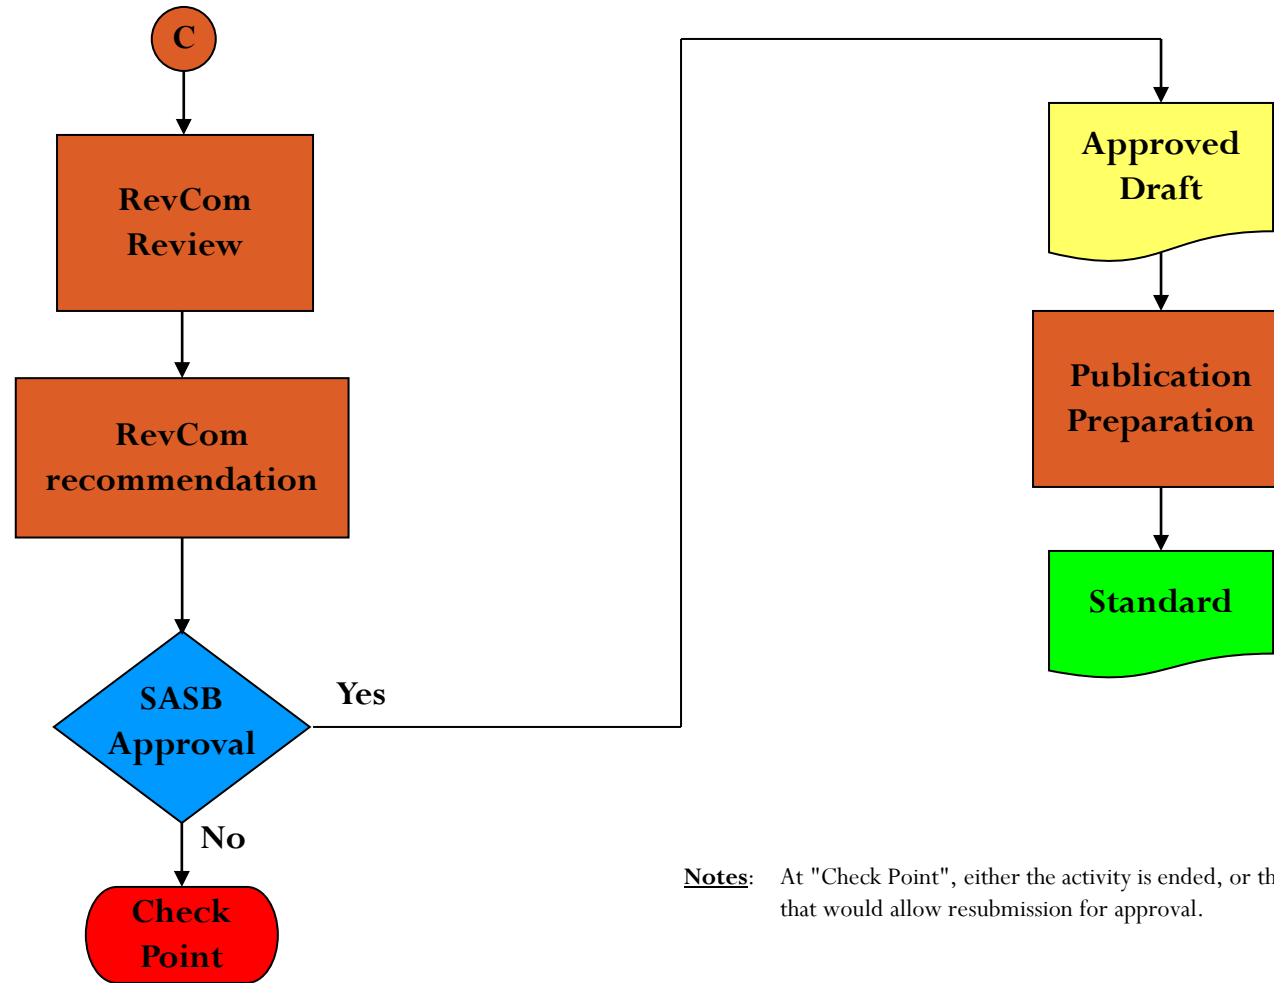 C
RevCom
Review
RevCom
recommendation
SASB
Approval
Yes
No
Check
Point
Approved
Draft
Publication
Preparation
Standard
Notes: At "Check Point", either the activity is ended, or
that would allow resubmission for approval.